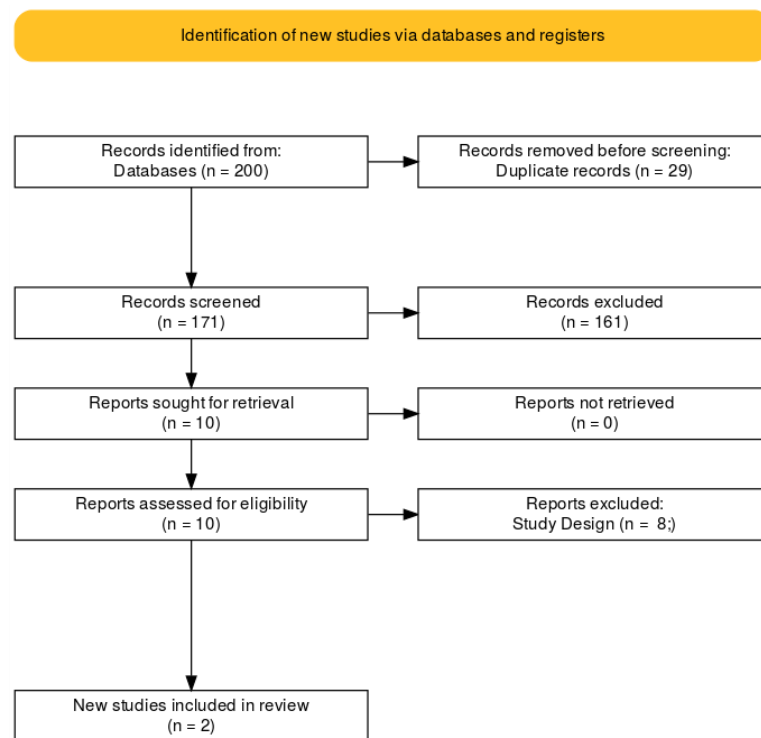 Identification of new studies via databases and registers
Records identified from:
Databases (n = 200)
Records removed before screening:
Duplicate records (n = 29)
Records screened
(n = 171)
Records excluded
(n = 161)
Reports sought for retrieval
(n = 10)
Reports not retrieved
(n = 0)
Reports assessed for eligibility
(n = 10)
Reports excluded:
Study Design (n =  8;)
New studies included in review
(n = 2)